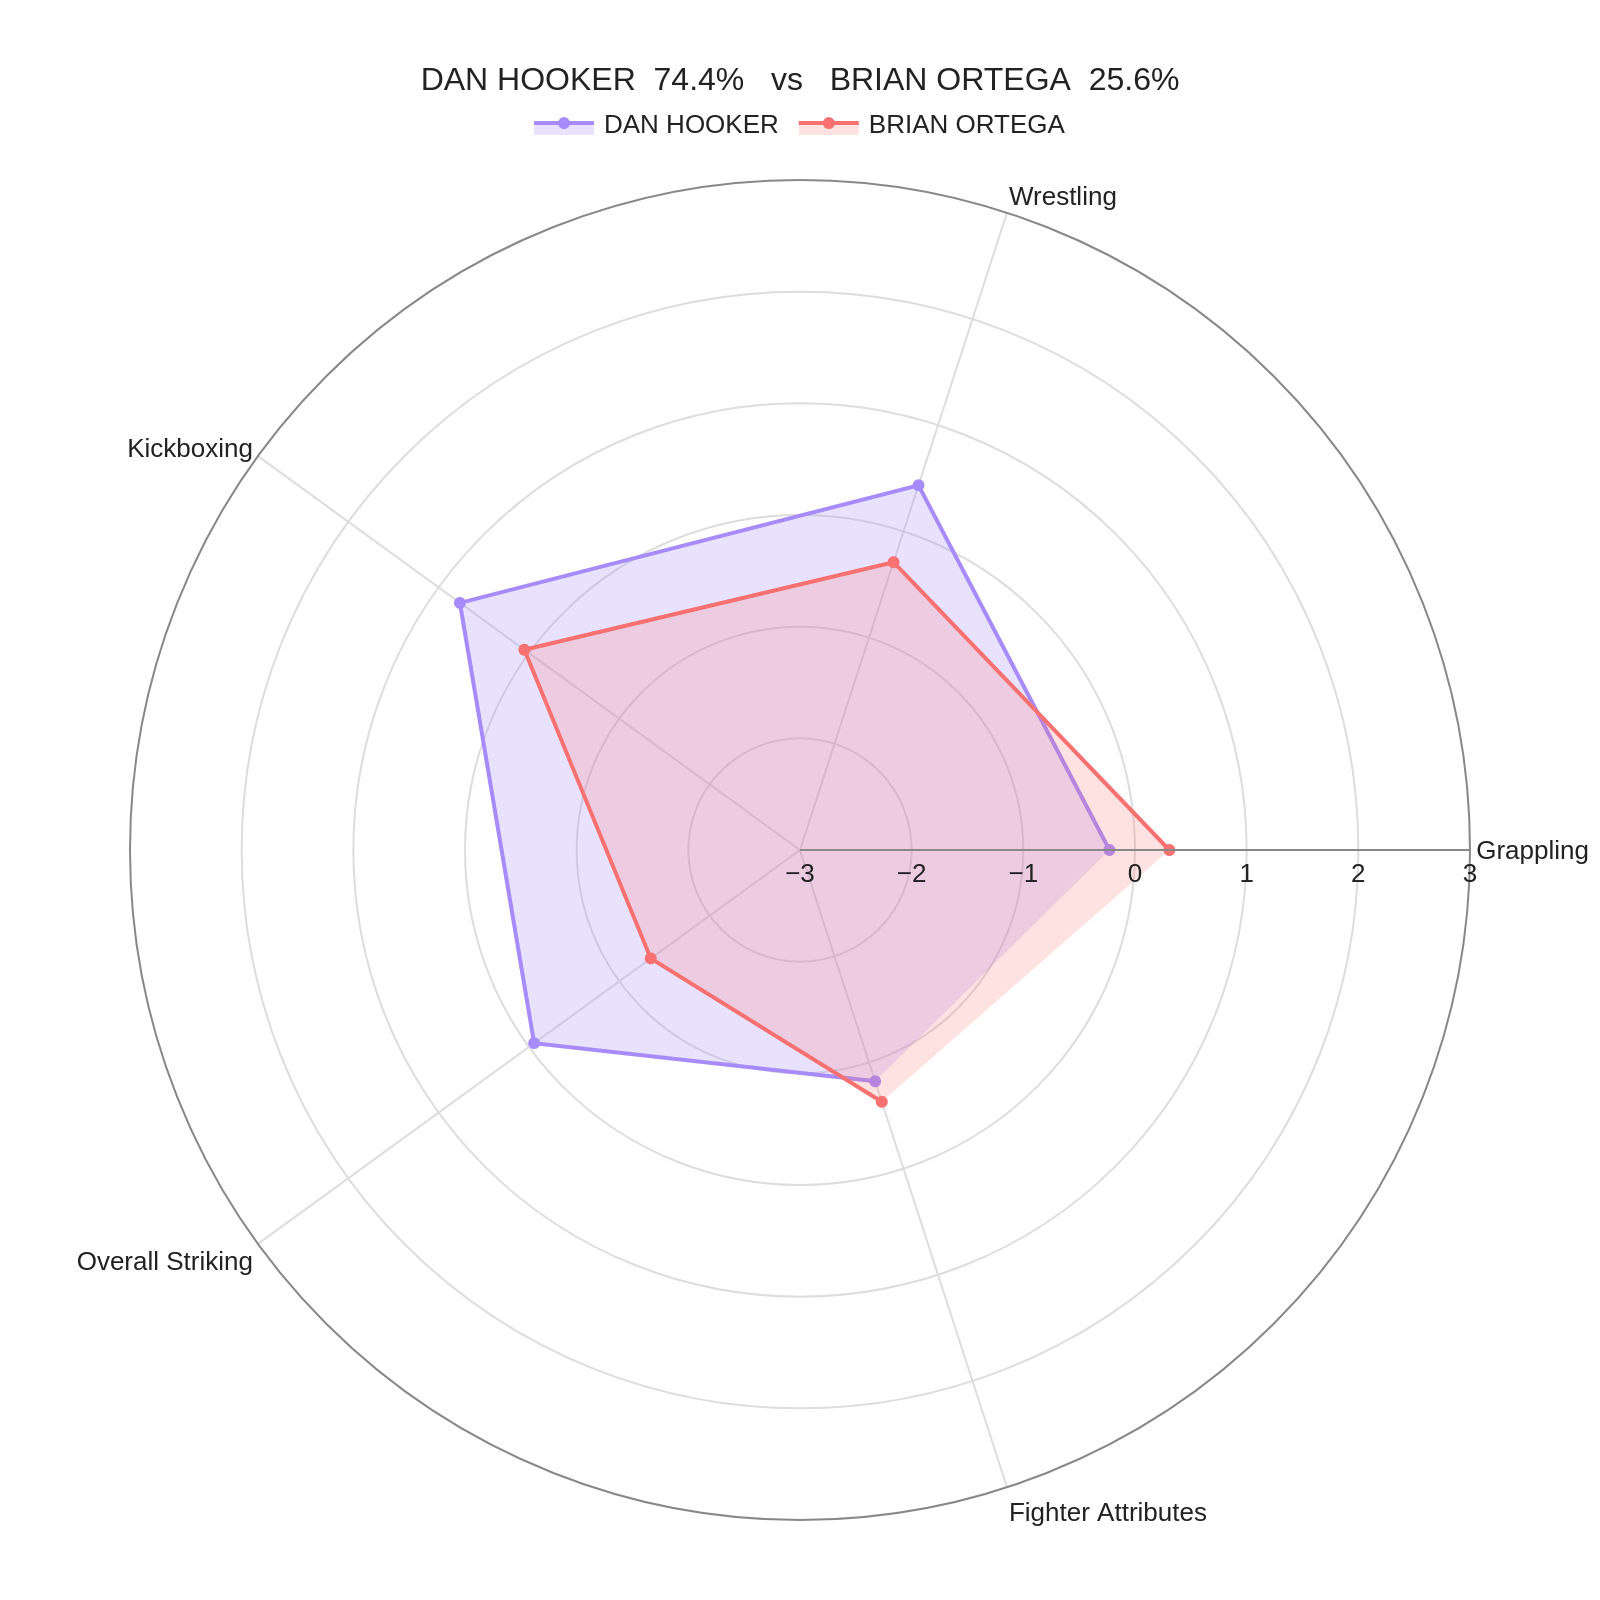 DAN HOOKER  74.4%   vs   BRIAN ORTEGA  25.6%
DAN HOOKER
BRIAN ORTEGA
Wrestling
Kickboxing
Grappling
−3
−2
−1
0
1
2
3
Overall Striking
Fighter Attributes